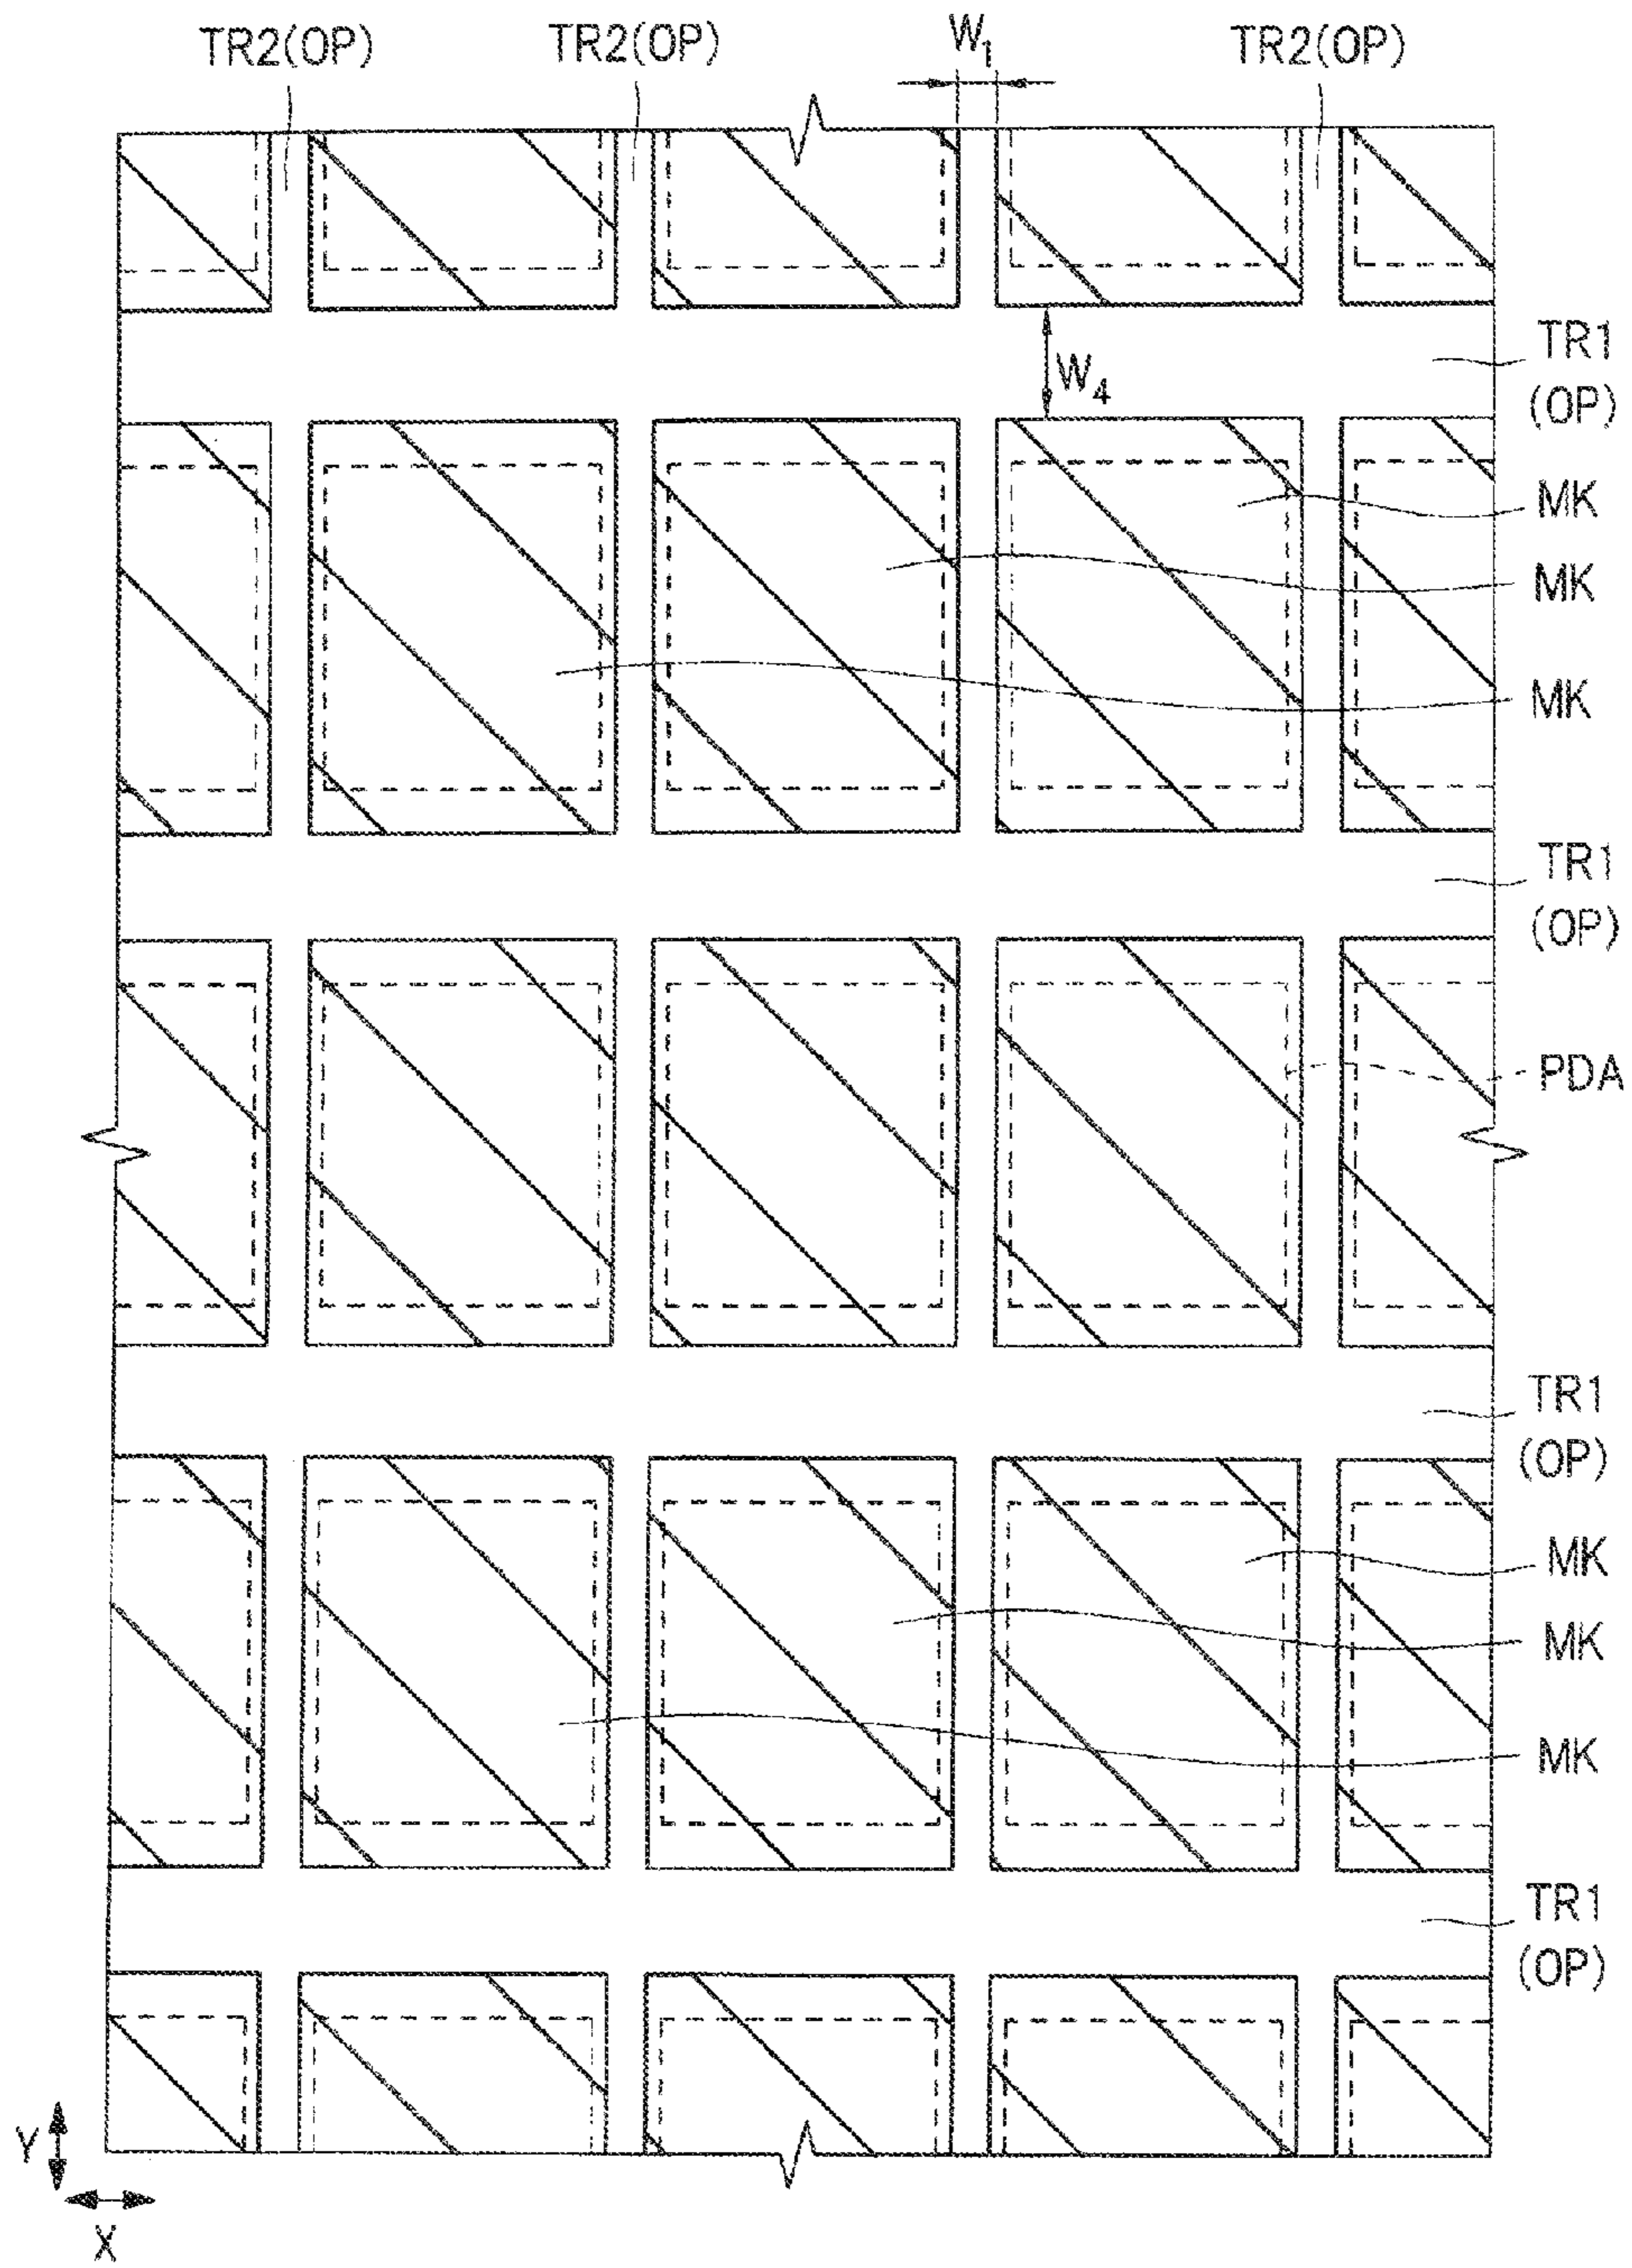 TR2(OP) TR2(OP) W1 TR2(OP)
TR1
(OP)
W4
MK
MK
MK
TR1
(OP)
PDA
TR1
(OP)
MK
MK
MK
TR1
(OP)
Y
X